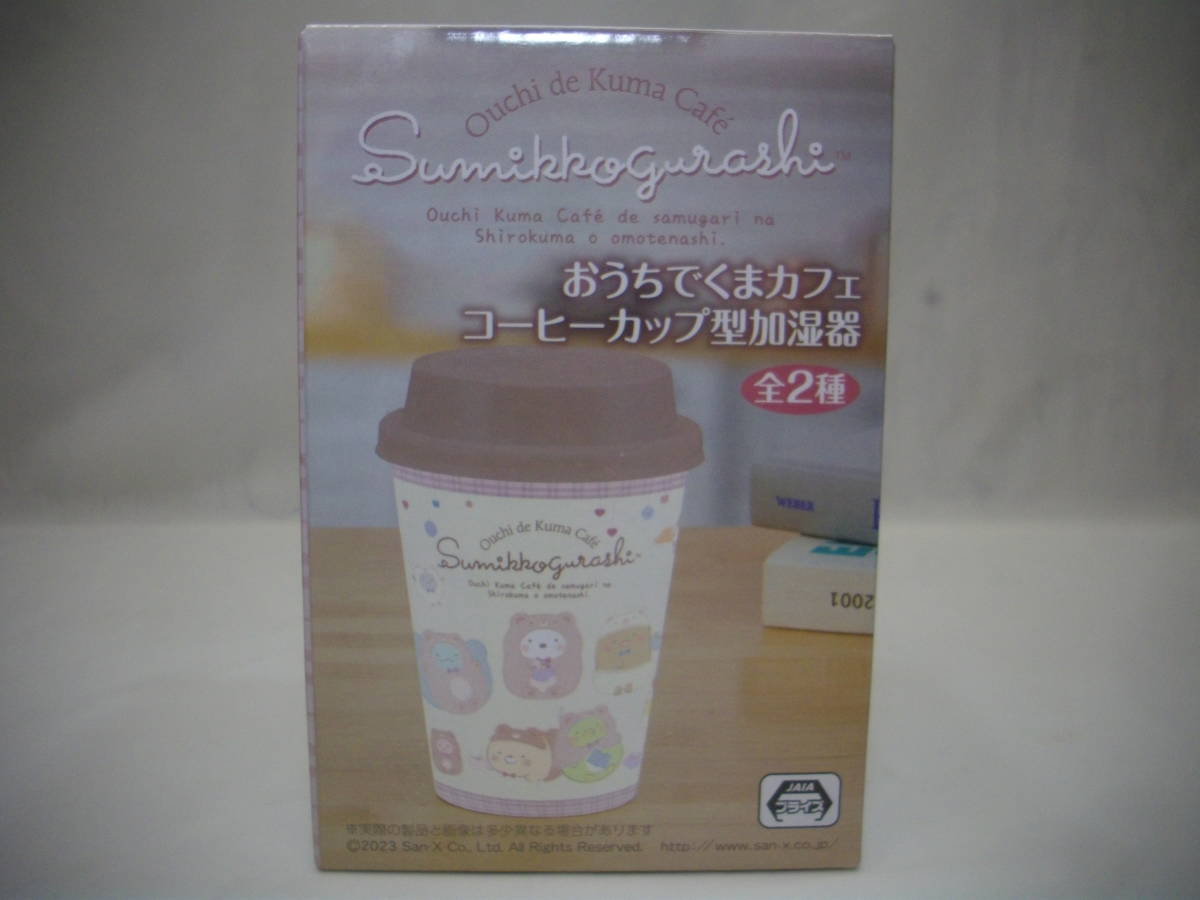 Ouchi de Kuma Café
Sumikkogurashi™
Ouchi Kuma Café de samugari na
Shirokuma o omotenashi.
おうちでくまカフェ
コーヒーカップ型加湿器
全2種
WEBER
2001
Ouchi de Kuma Café
Sumikkogurashi™
Ouchi Kuma Café de samugari na
Shirokuma o omotenashi.
JAIA
プライズ
※実際の製品と画像は多少異なる場合があります
©2023 San-X Co., Ltd. All Rights Reserved. http://www.san-x.co.jp/